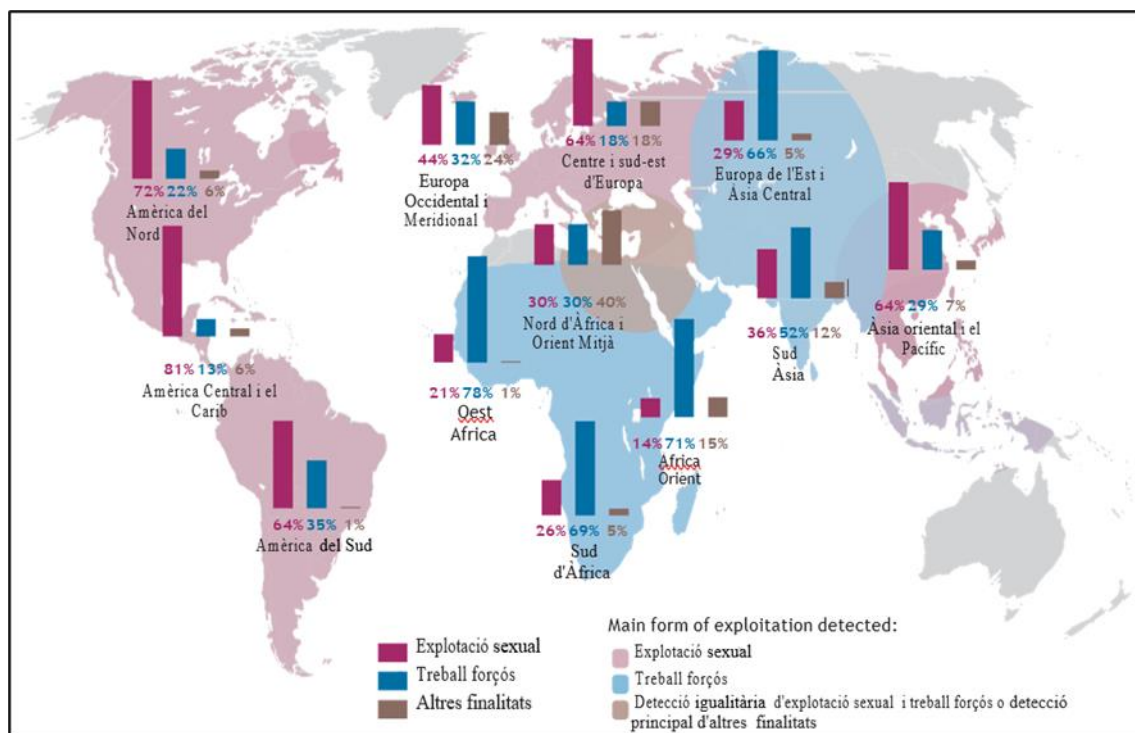 64% 18% 18%
Centre i sud-est
d'Europa
29% 66% 5%
Europa de l'Est i
Àsia Central
44% 32% 24%
Europa
Occidental i
Meridional
72% 22% 6%
Amèrica del
Nord
30% 30% 40%
Nord d'Àfrica i
Orient Mitjà
36% 52% 12%
Sud
Àsia
64% 29% 7%
Àsia oriental i el
Pacífic
81% 13% 6%
Amèrica Central i el
Carib
21% 78% 1%
Qest
Africa
14% 71% 15%
Africa
Orient
64% 35% 1%
Amèrica del Sud
26% 69% 5%
Sud
d'Àfrica
Explotació sexual
Treball forçós
Altres finalitats
Main form of exploitation detected:
Explotació sexual
Treball forçós
Detecció igualitària d'explotació sexual i treball forçós o detecció
principal d'altres finalitats